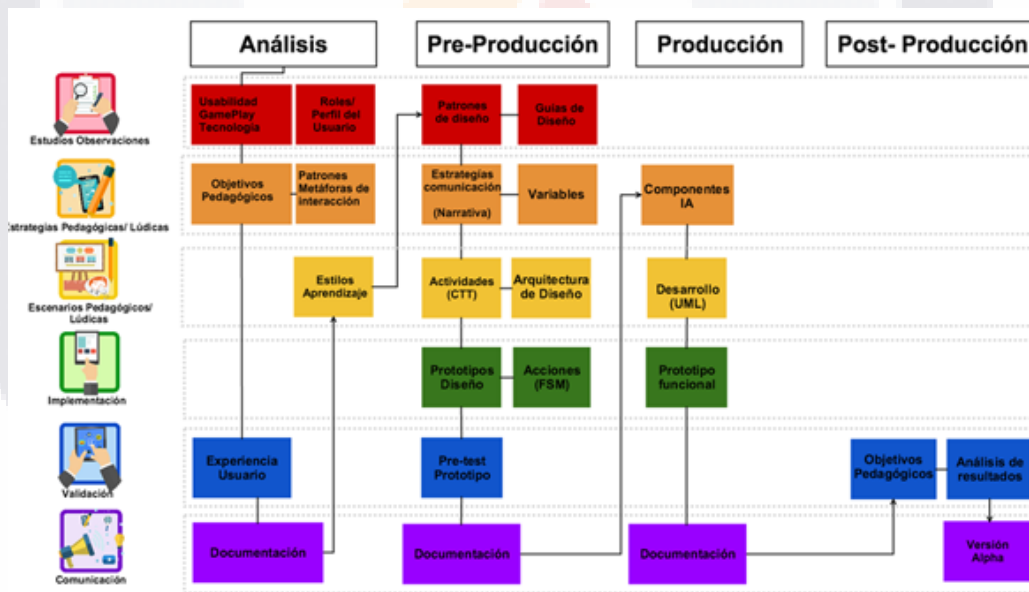 Análisis
Pre-Producción
Producción
Post- Producción
Estudios Observaciones
Usabilidad
GamePlay
Tecnología
Roles/
Perfil del
Usuario
Patrones
de diseño
Guias de
Diseño
Estrategias Pedagógicas/ Lúdicas
Objetivos
Pedagógicos
Patrones
Metáforas de
interacción
Estrategías
comunicación
(Narrativa)
Variables
Componentes
IA
Escenarios Pedagógicos/
Lúdicas
Estilos
Aprendizaje
Actividades
(CTT)
Arquitectura
de Diseño
Desarrollo
(UML)
Implementación
Prototipos
Diseño
Acciones
(FSM)
Prototipo
funcional
Validación
Experiencia
Usuario
Pre-test
Prototipo
Objetivos
Pedagógicos
Análisis de
resultados
Comunicación
Documentación
Documentación
Documentación
Versión
Alpha